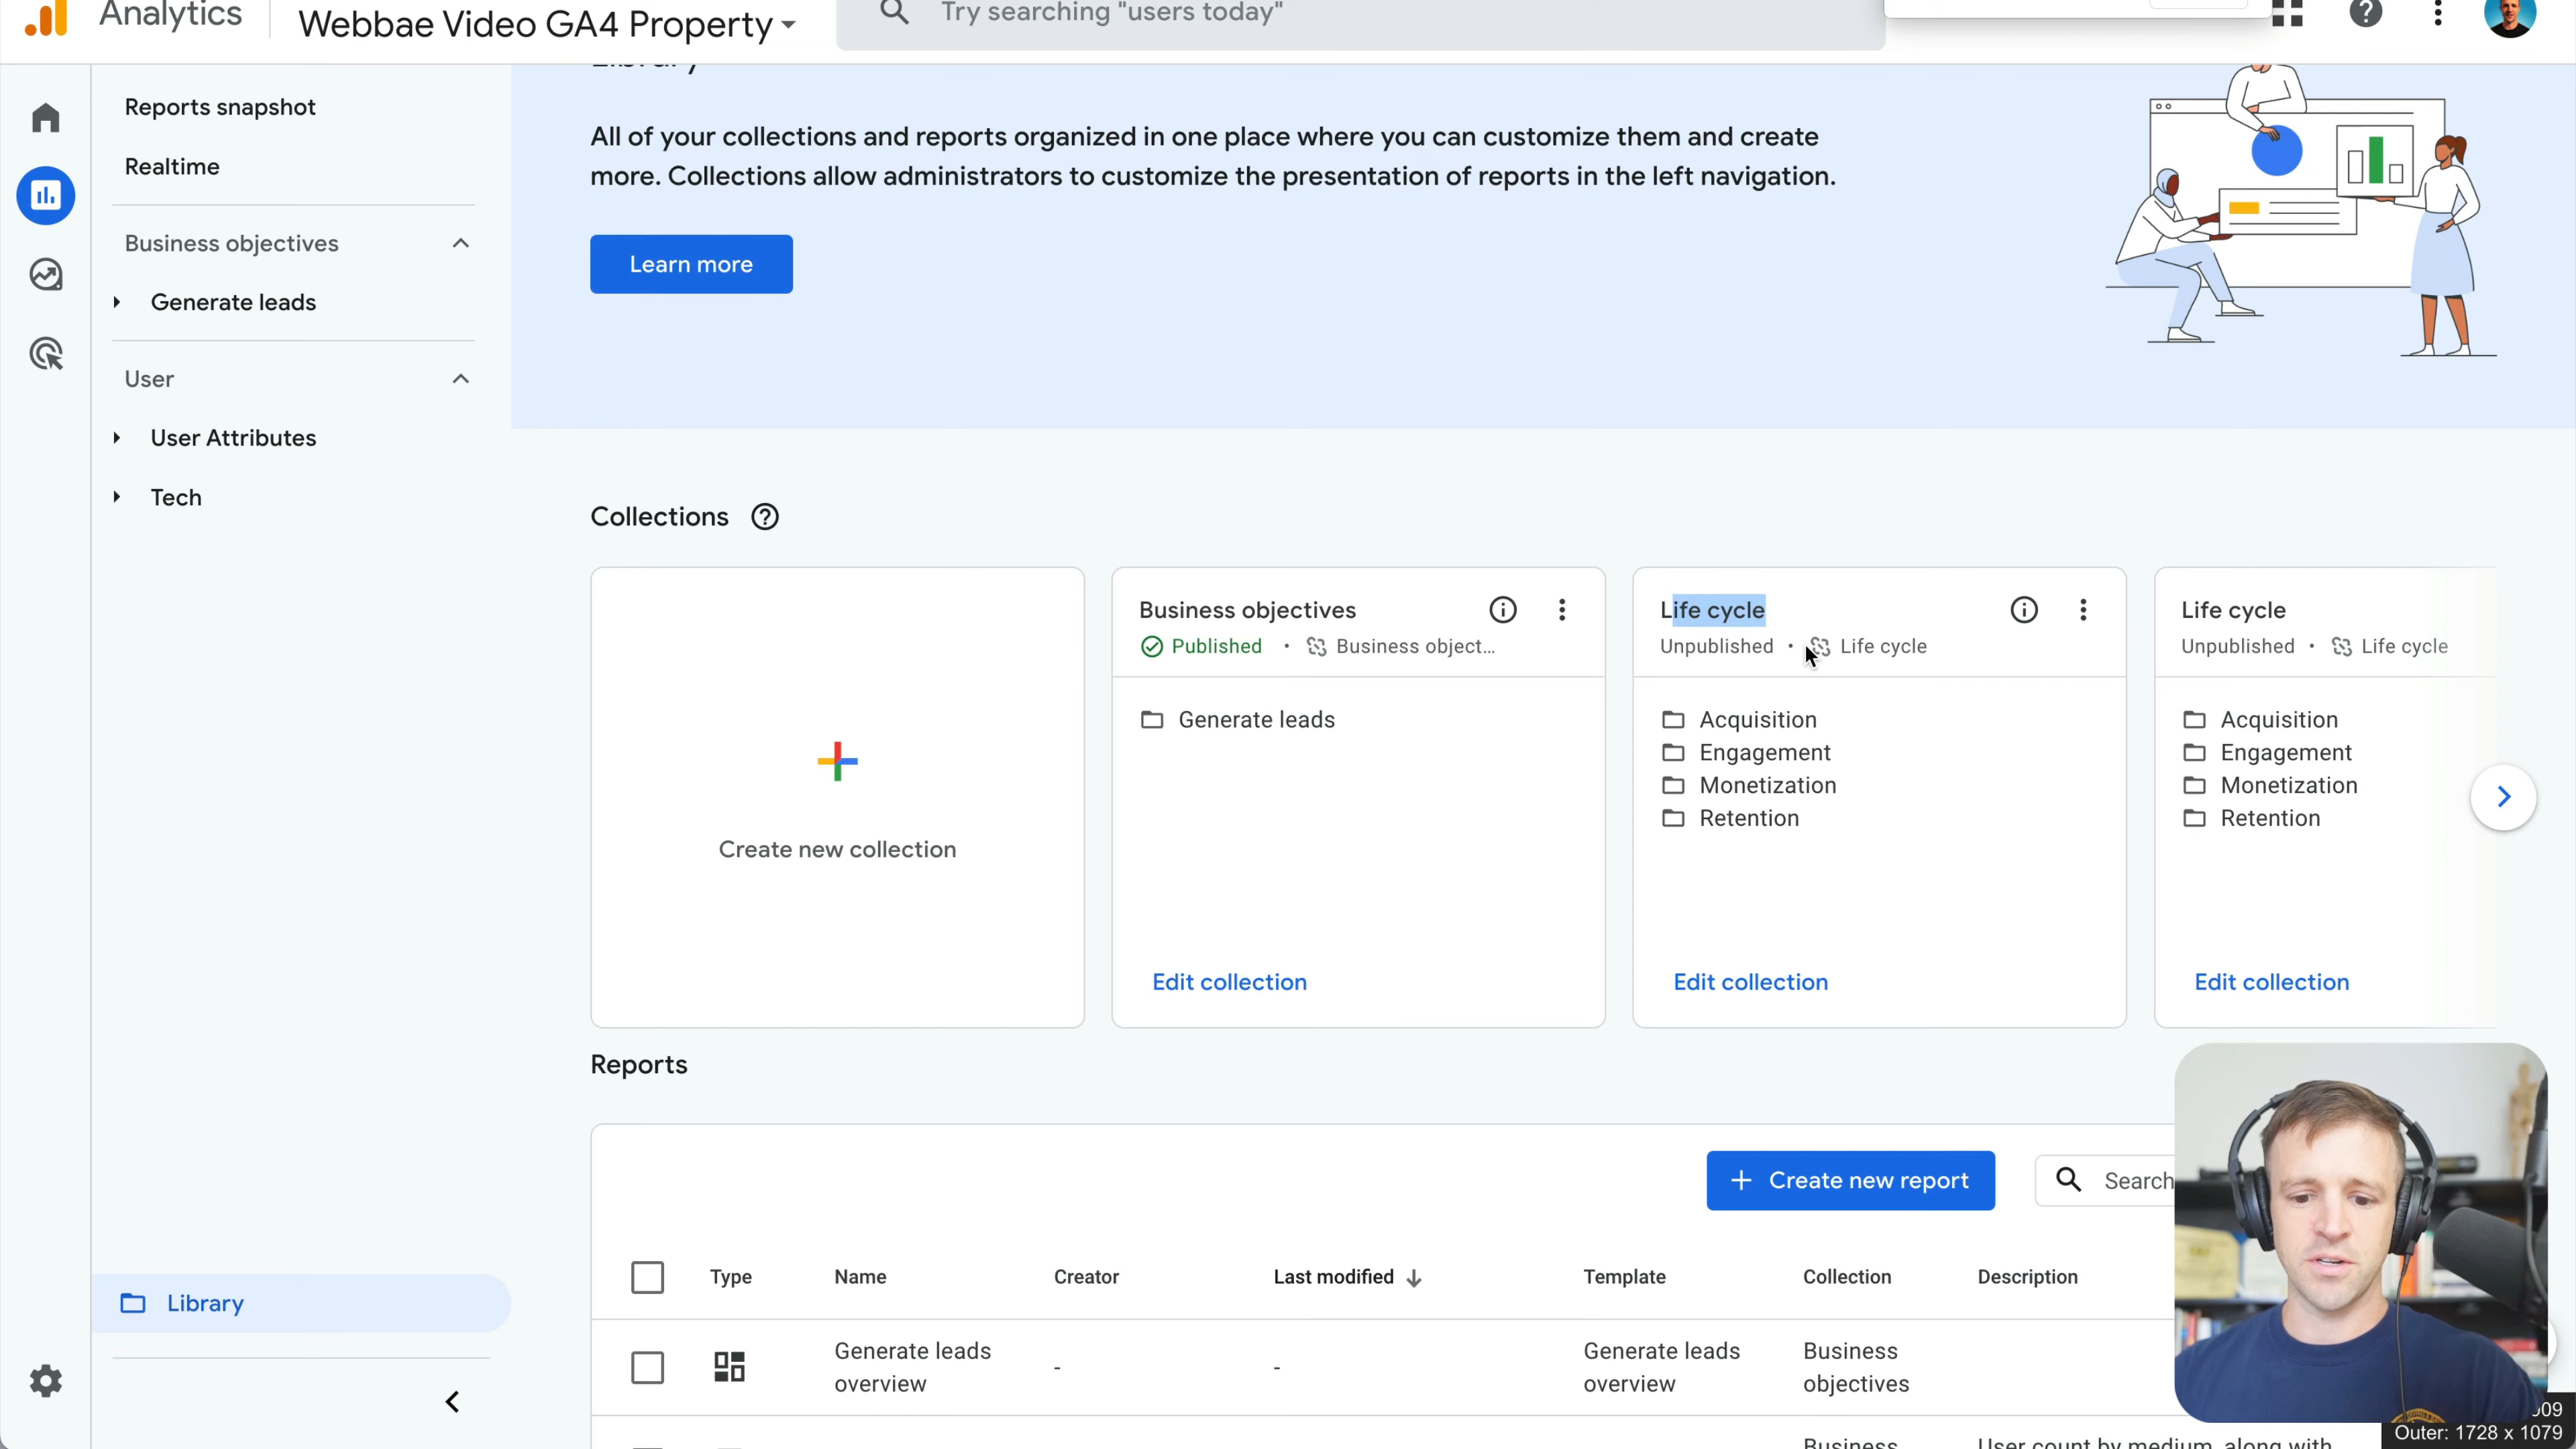 Analytics
Webbae Video GA4 Property
Try searching "users today"
Reports snapshot
Realtime
Business objectives
Generate leads
User
User Attributes
Tech
Library
All of your collections and reports organized in one place where you can customize them and create
more. Collections allow administrators to customize the presentation of reports in the left navigation.
Learn more
Collections
Create new collection
Business objectives
Published • Business object...
Generate leads
Edit collection
Life cycle
Unpublished • Life cycle
Acquisition
Engagement
Monetization
Retention
Edit collection
Life cycle
Unpublished • Life cycle
Acquisition
Engagement
Monetization
Retention
Edit collection
Reports
+ Create new report
Search
Type Name Creator Last modified Template Collection Description
Generate leads
overview
-
-
Generate leads
overview
Business
objectives
Business
User count by medium, along with
Outer: 1728 x 1079